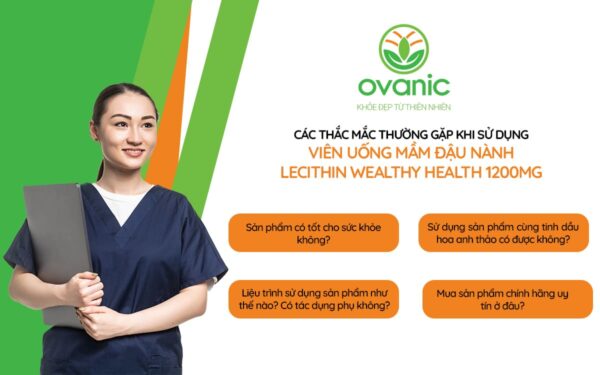 ovanic
KHỎE ĐẸP TỪ THIÊN NHIÊN
CÁC THẮC MẮC THƯỜNG GẶP KHI SỬ DỤNG
VIÊN UỐNG MẦM ĐẬU NÀNH
LECITHIN WEALTHY HEALTH 1200MG
Sản phẩm có tốt cho sức khỏe
không?
Sử dụng sản phẩm cùng tinh dầu
hoa anh thảo có được không?
Liệu trình sử dụng sản phẩm như
thế nào? Có tác dụng phụ không?
Mua sản phẩm chính hãng uy
tín ở đâu?